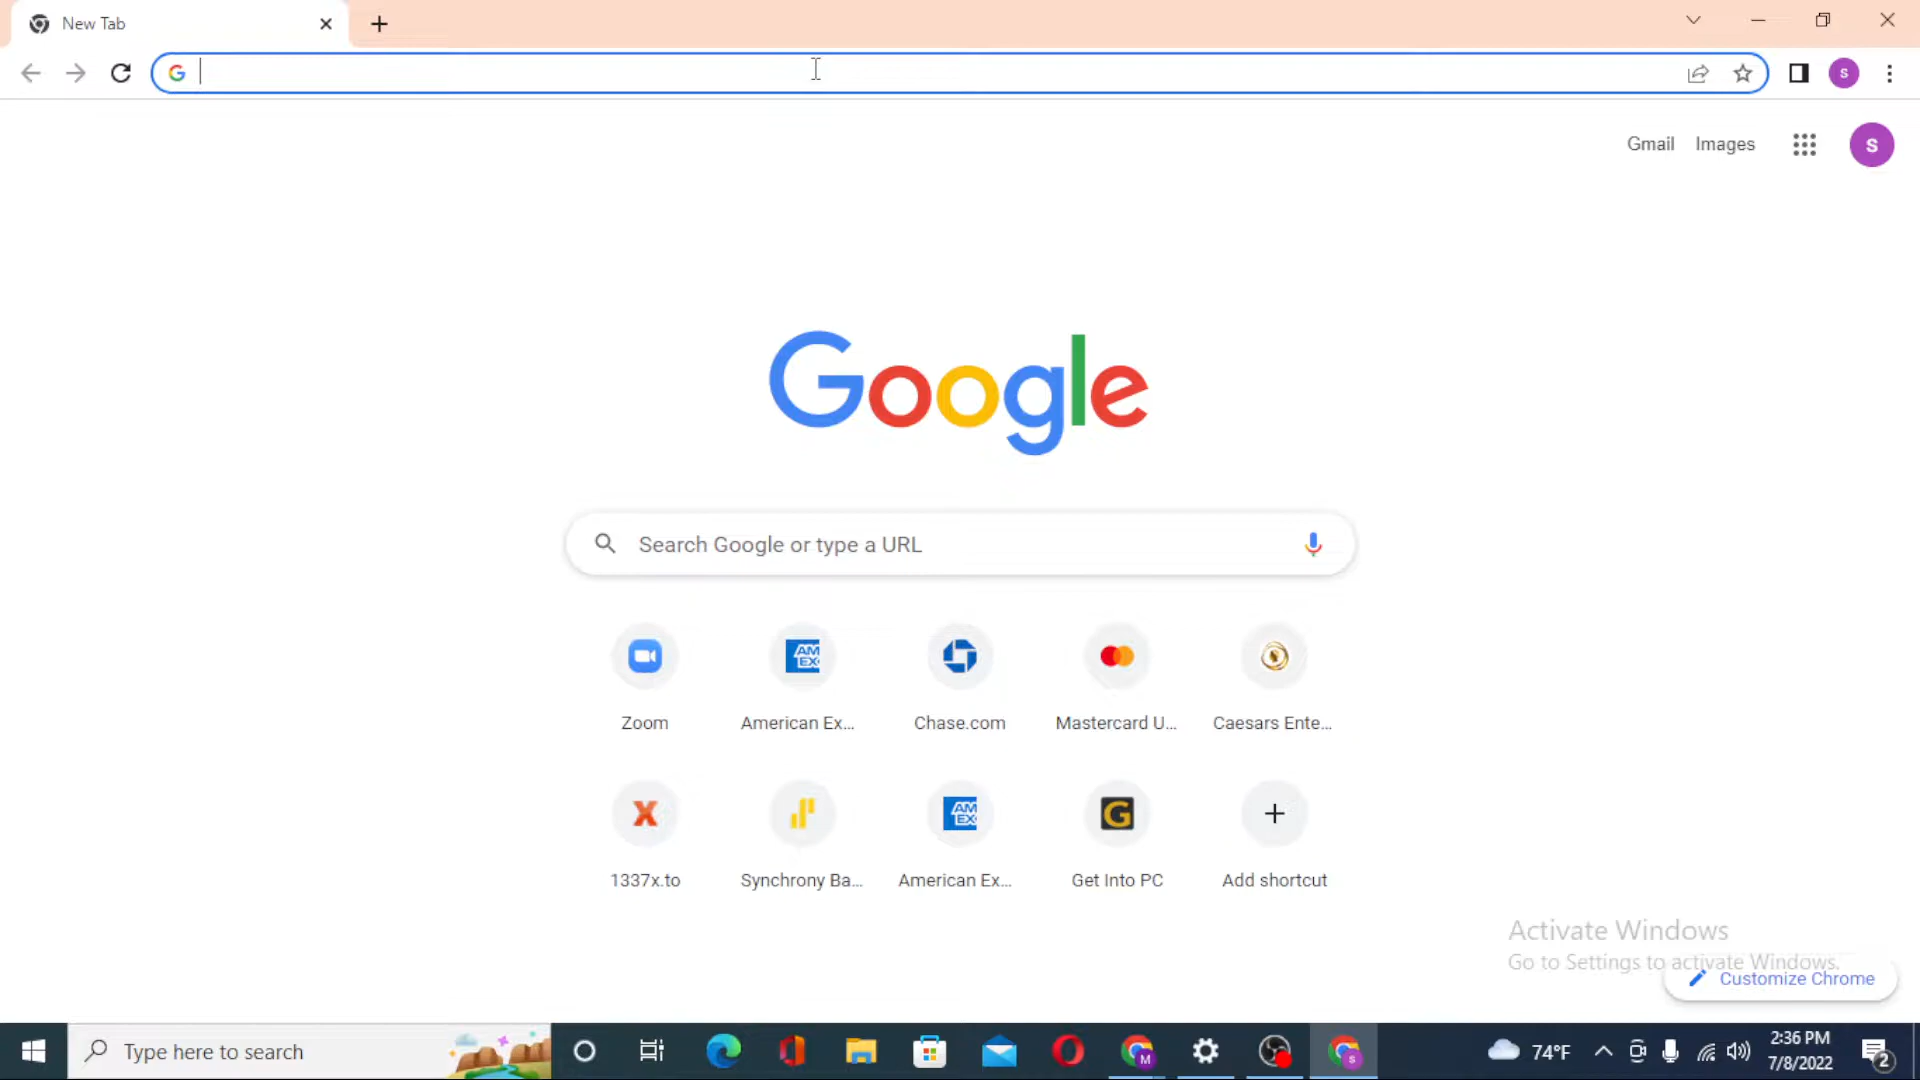 New Tab
Gmail Images
S
S
Google
Search Google or type a URL
Zoom
American Ex...
Chase.com
Mastercard U...
Caesars Ente...
1337x.to
Synchrony Ba...
American Ex...
Get Into PC
Add shortcut
Activate Windows
Go to Settings to activate Windows.
Customize Chrome
Type here to search
M
S
74°F
2:36 PM
7/8/2022
2